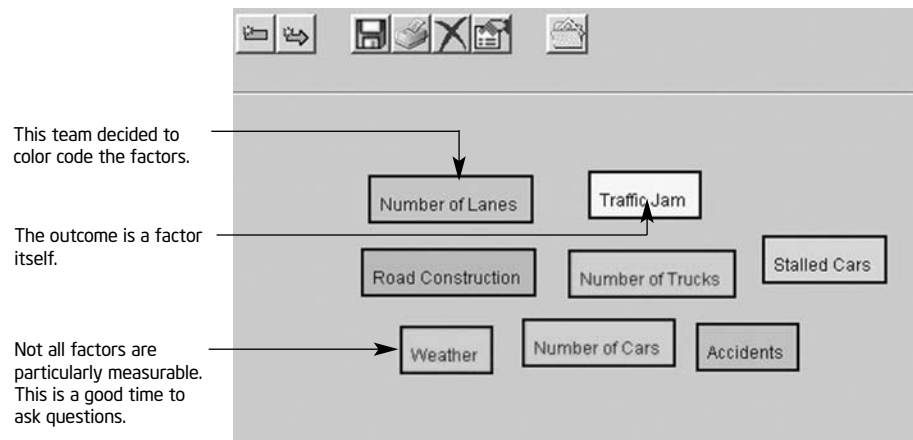 This team decided to
color code the factors.
Number of Lanes
Traffic Jam
The outcome is a factor
itself.
Road Construction
Number of Trucks
Stalled Cars
Not all factors are
particularly measurable.
This is a good time to
ask questions.
Weather
Number of Cars
Accidents